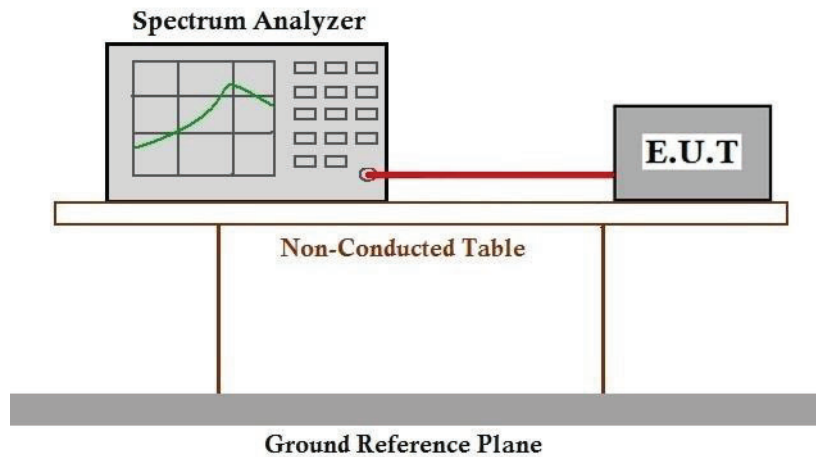 Spectrum Analyzer
E.U.T
Non-Conducted Table
Ground Reference Plane